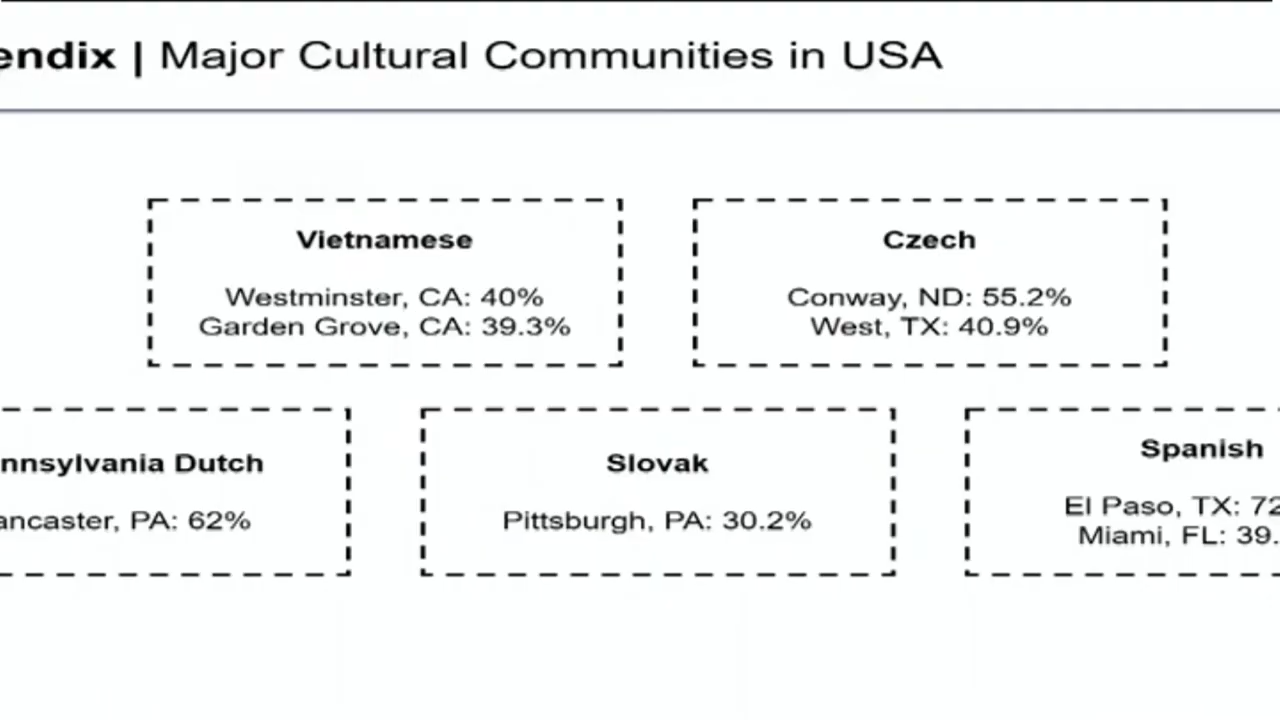 endix | Major Cultural Communities in USA
Vietnamese
Westminster, CA: 40%
Garden Grove, CA: 39.3%
Czech
Conway, ND: 55.2%
West, TX: 40.9%
nnsylvania Dutch
ancaster, PA: 62%
Slovak
Pittsburgh, PA: 30.2%
Spanish
El Paso, TX: 72
Miami, FL: 39.